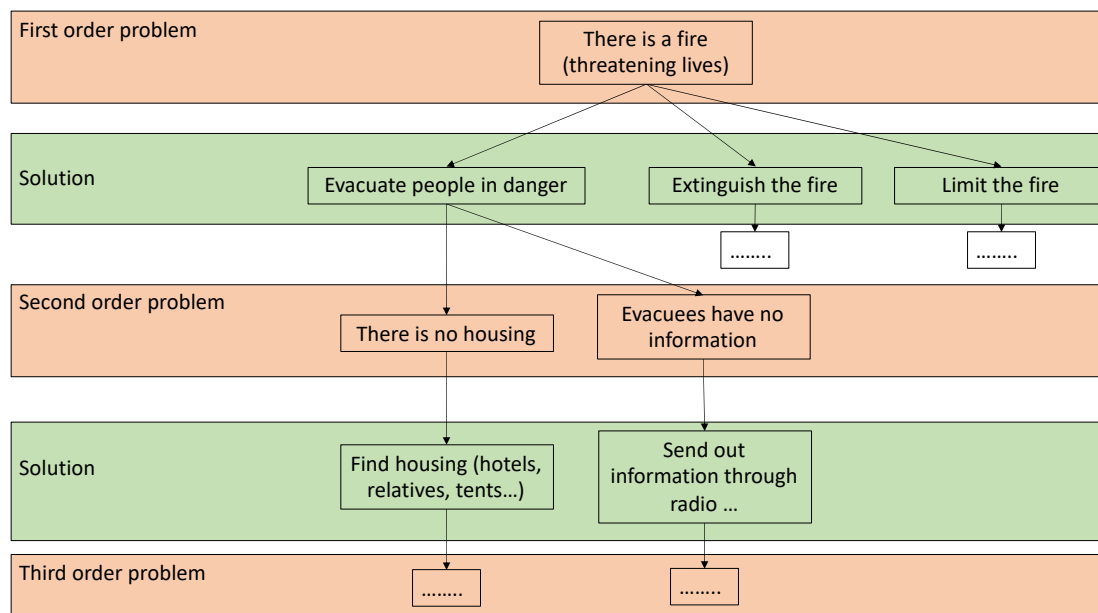 First order problem
There is a fire
(threatening lives)
Solution
Evacuate people in danger
Extinguish the fire
Limit the fire
……..
……..
Second order problem
There is no housing
Evacuees have no
information
Solution
Find housing (hotels,
relatives, tents…)
Send out
information through
radio ...
Third order problem
……..
……..